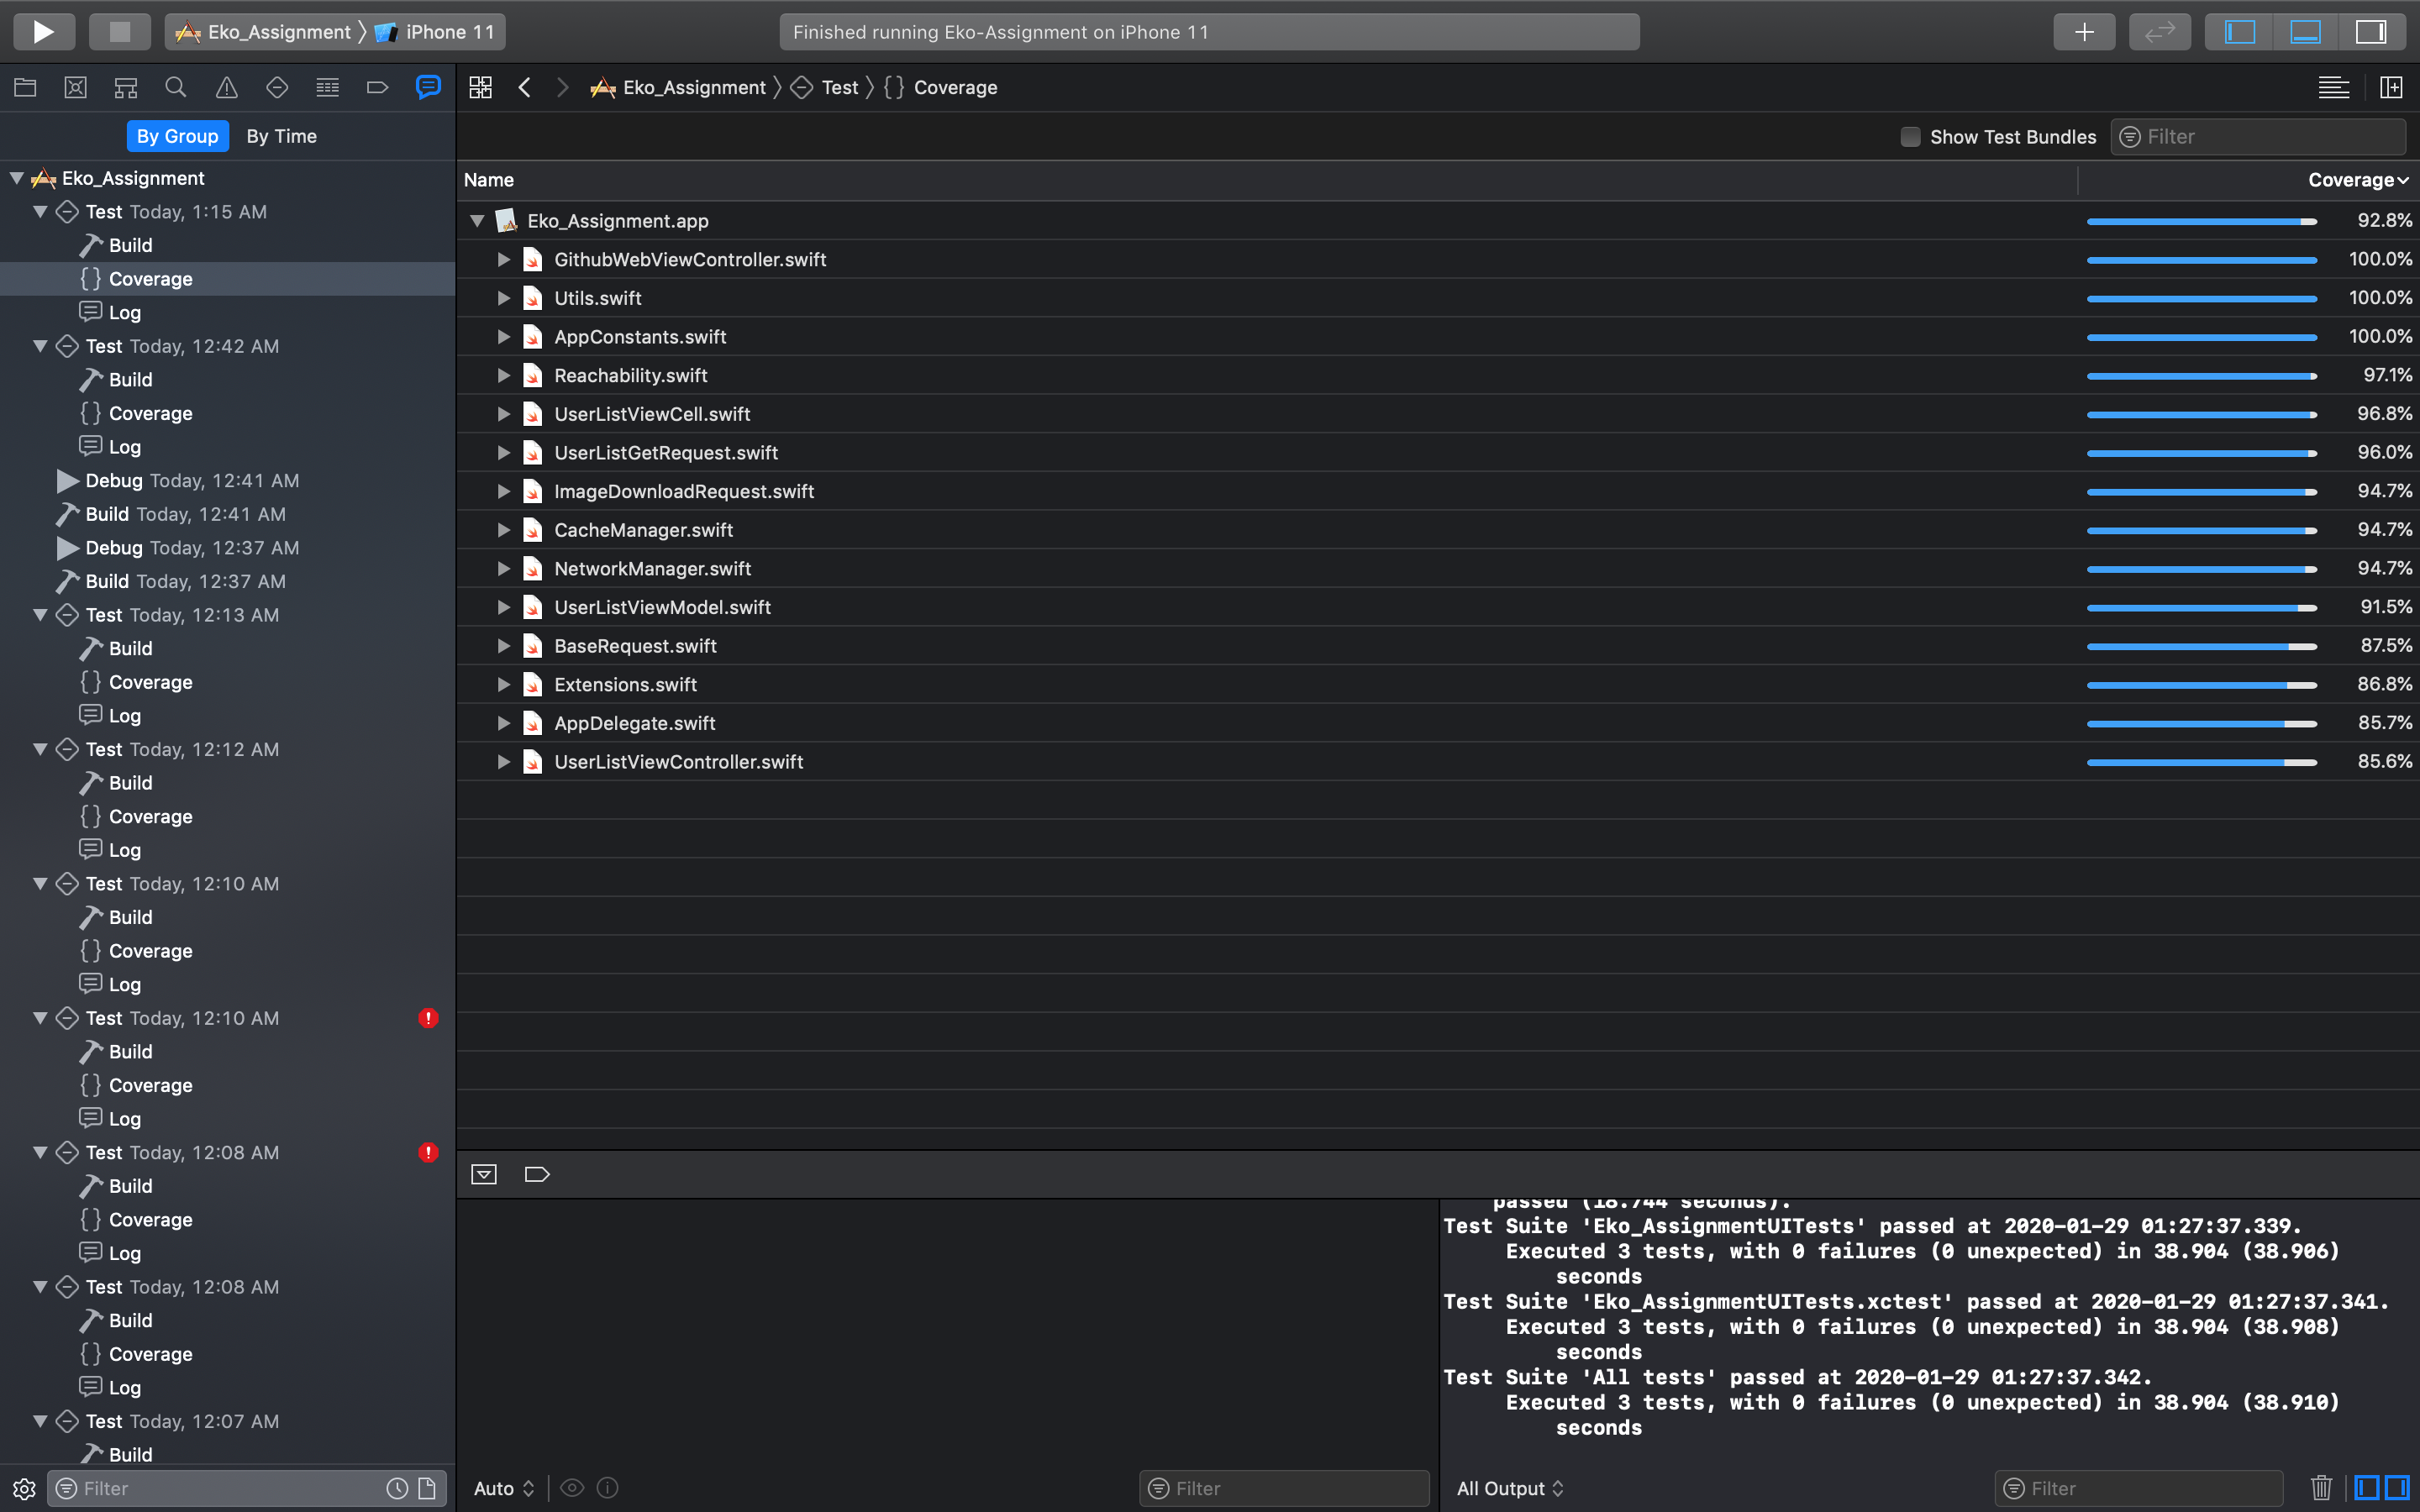 Eko_Assignment 〉 iPhone 11
Finished running Eko-Assignment on iPhone 11
Eko_Assignment 〉 Test 〉 {} Coverage
By Group By Time
Show Test Bundles Filter
Name Coverage
Eko_Assignment
Test Today, 1:15 AM
Build
{} Coverage
Log
Test Today, 12:42 AM
Build
{} Coverage
Log
Debug Today, 12:41 AM
Build Today, 12:41 AM
Debug Today, 12:37 AM
Build Today, 12:37 AM
Test Today, 12:13 AM
Build
{} Coverage
Log
Test Today, 12:12 AM
Build
{} Coverage
Log
Test Today, 12:10 AM
Build
{} Coverage
Log
Test Today, 12:10 AM
Build
{} Coverage
Log
Test Today, 12:08 AM
Build
{} Coverage
Log
Test Today, 12:08 AM
Build
{} Coverage
Log
Test Today, 12:07 AM
Build
Filter
Eko_Assignment.app 92.8%
GithubWebViewController.swift 100.0%
Utils.swift 100.0%
AppConstants.swift 100.0%
Reachability.swift 97.1%
UserListViewCell.swift 96.8%
UserListGetRequest.swift 96.0%
ImageDownloadRequest.swift 94.7%
CacheManager.swift 94.7%
NetworkManager.swift 94.7%
UserListViewModel.swift 91.5%
BaseRequest.swift 87.5%
Extensions.swift 86.8%
AppDelegate.swift 85.7%
UserListViewController.swift 85.6%
passed (18.744 seconds).
Test Suite 'Eko_AssignmentUITests' passed at 2020-01-29 01:27:37.339.
Executed 3 tests, with 0 failures (0 unexpected) in 38.904 (38.906)
seconds
Test Suite 'Eko_AssignmentUITests.xctest' passed at 2020-01-29 01:27:37.341.
Executed 3 tests, with 0 failures (0 unexpected) in 38.904 (38.908)
seconds
Test Suite 'All tests' passed at 2020-01-29 01:27:37.342.
Executed 3 tests, with 0 failures (0 unexpected) in 38.904 (38.910)
seconds
Auto Filter
All Output Filter